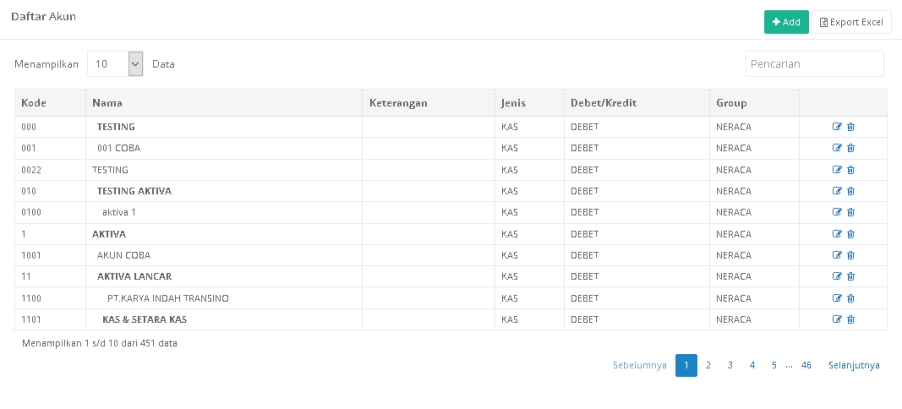 Daftar Akun
Add Export Excel
Menampilkan 10 Data Pencarian
Kode Nama Keterangan Jenis Debet/Kredit Group
000 TESTING KAS DEBET NERACA
001 001 COBA KAS DEBET NERACA
0022 TESTING KAS DEBET NERACA
010 TESTING AKTIVA KAS DEBET NERACA
0100 aktiva 1 KAS DEBET NERACA
1 AKTIVA KAS DEBET NERACA
1001 AKUN COBA KAS DEBET NERACA
11 AKTIVA LANCAR KAS DEBET NERACA
1100 PT.KARYA INDAH TRANSINO KAS DEBET NERACA
1101 KAS & SETARA KAS KAS DEBET NERACA
Menampilkan 1 s/d 10 dari 451 data
Sebelumnya 1 2 3 4 5 ... 46 Selanjutnya